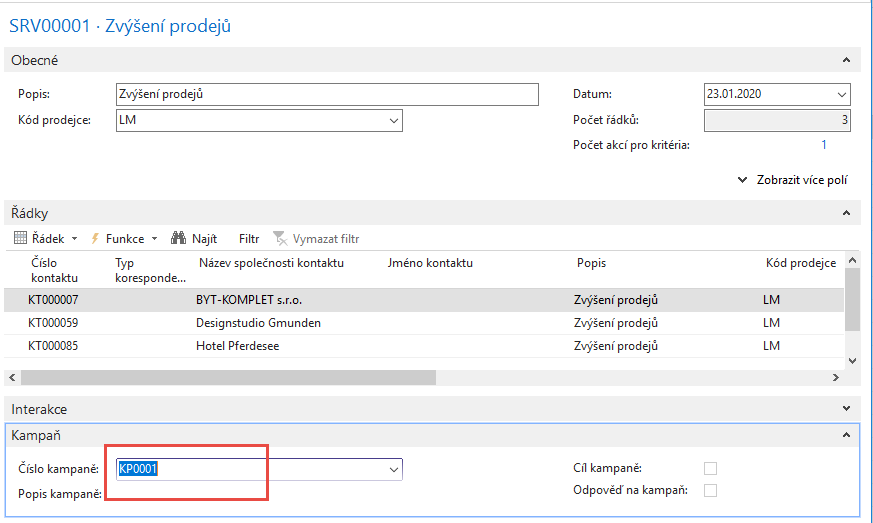 SRV00001 · Zvýšení prodejů
Obecné
Popis: Zvýšení prodejů Datum: 23.01.2020
Kód prodejce: LM Počet řádků: 3
Počet akcí pro kritéria: 1
Zobrazit více polí
Řádky
Řádek Funkce Najít Filtr Vymazat filtr
Číslo kontaktu Typ koresponde... Název společnosti kontaktu Jméno kontaktu Popis Kód prodejce
KT000007 BYT-KOMPLET s.r.o. Zvýšení prodejů LM
KT000059 Designstudio Gmunden Zvýšení prodejů LM
KT000085 Hotel Pferdesee Zvýšení prodejů LM
Interakce
Kampaň
Číslo kampaně: KP0001 Cíl kampaně:
Popis kampaně: Odpověď na kampaň: